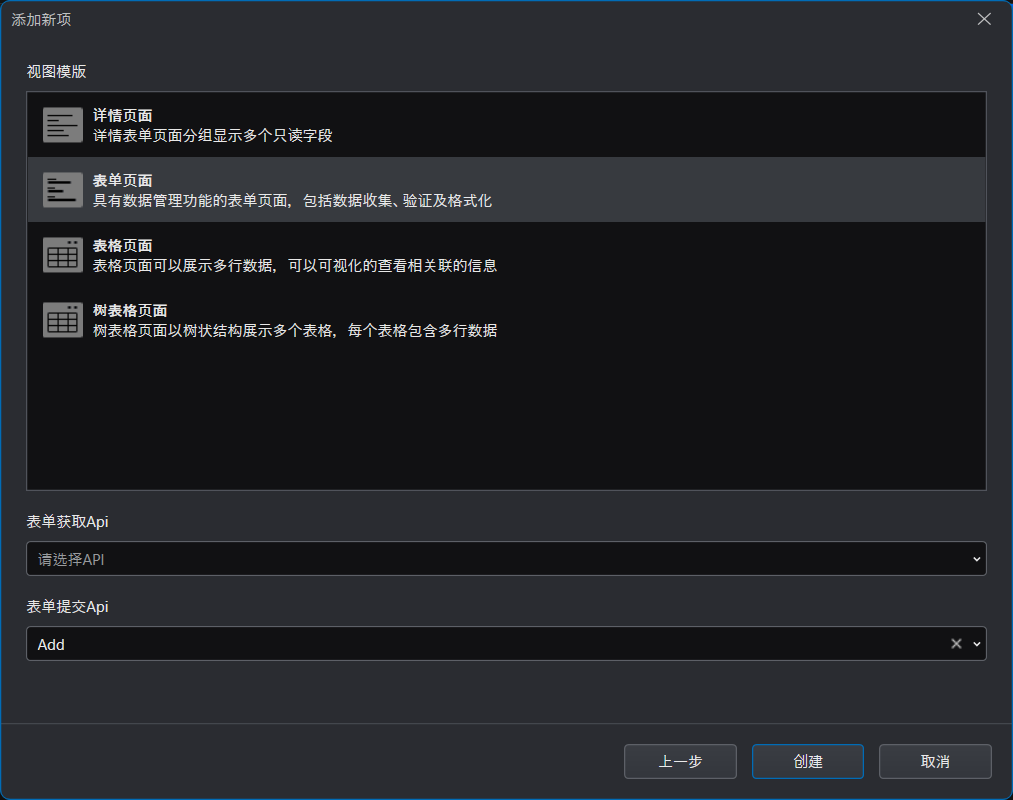 添加新项
视图模版
详情页面
详情表单页面分组显示多个只读字段
表单页面
具有数据管理功能的表单页面，包括数据收集、验证及格式化
表格页面
表格页面可以展示多行数据，可以可视化的查看相关联的信息
树表格页面
树表格页面以树状结构展示多个表格，每个表格包含多行数据
表单获取Api
请选择API
表单提交Api
Add
上一步
创建
取消